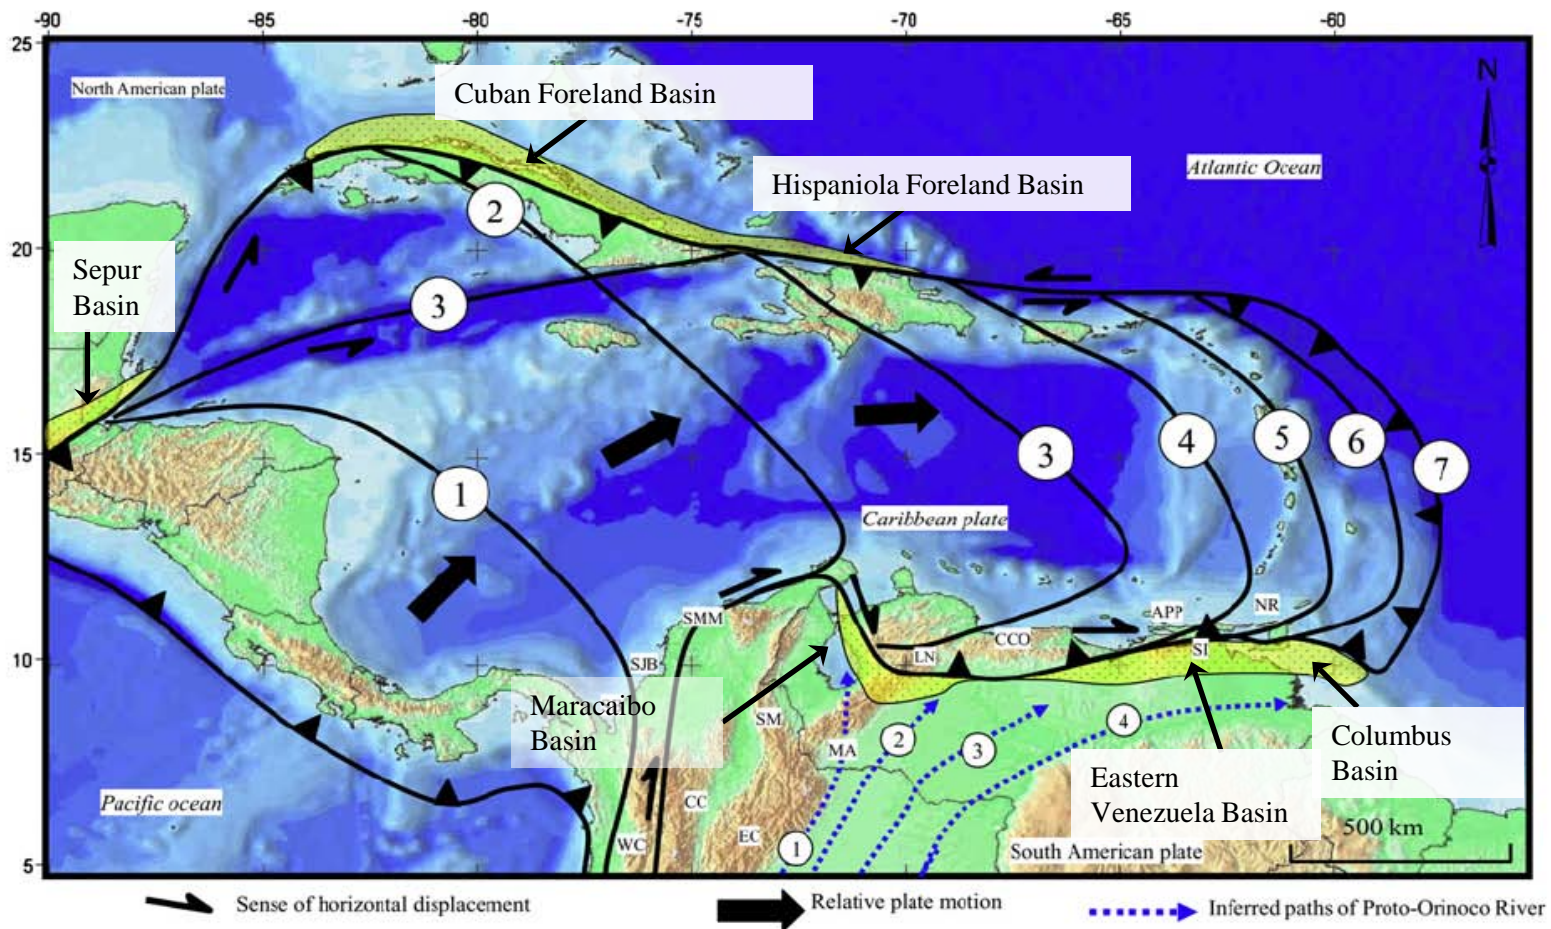 -90 -85 -80 -75 -70 -65 -60
25
North American plate
Cuban Foreland Basin
Hispaniola Foreland Basin
Atlantic Ocean
N
2
20
Sepur
Basin
3
15
1
3
4
5
6
7
Caribbean plate
SMM
APP
NR
CCO
SI
LN
SJB
10
Maracaibo
Basin
SM
MA
2
3
4
Columbus
Basin
Eastern
Venezuela Basin
Pacific ocean
CC
EC
WC
1
500 km
South American plate
5
Sense of horizontal displacement
Relative plate motion
Inferred paths of Proto-Orinoco River